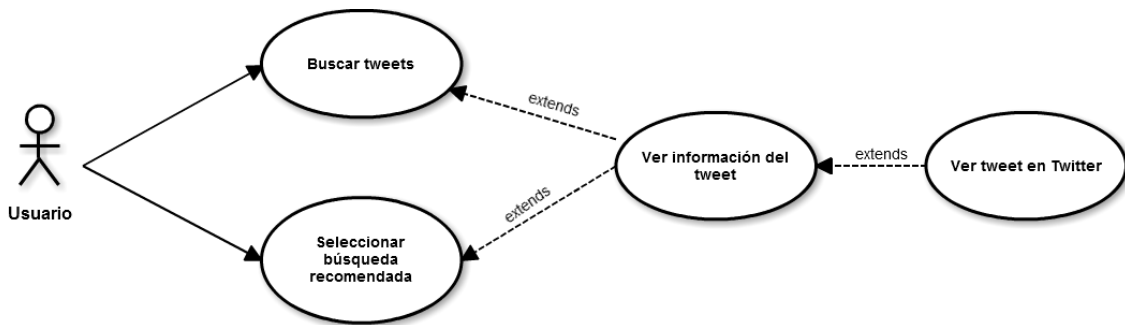 Buscar tweets
extends
Usuario
Ver información del
tweet
extends
Ver tweet en Twitter
extends
Seleccionar
búsqueda
recomendada